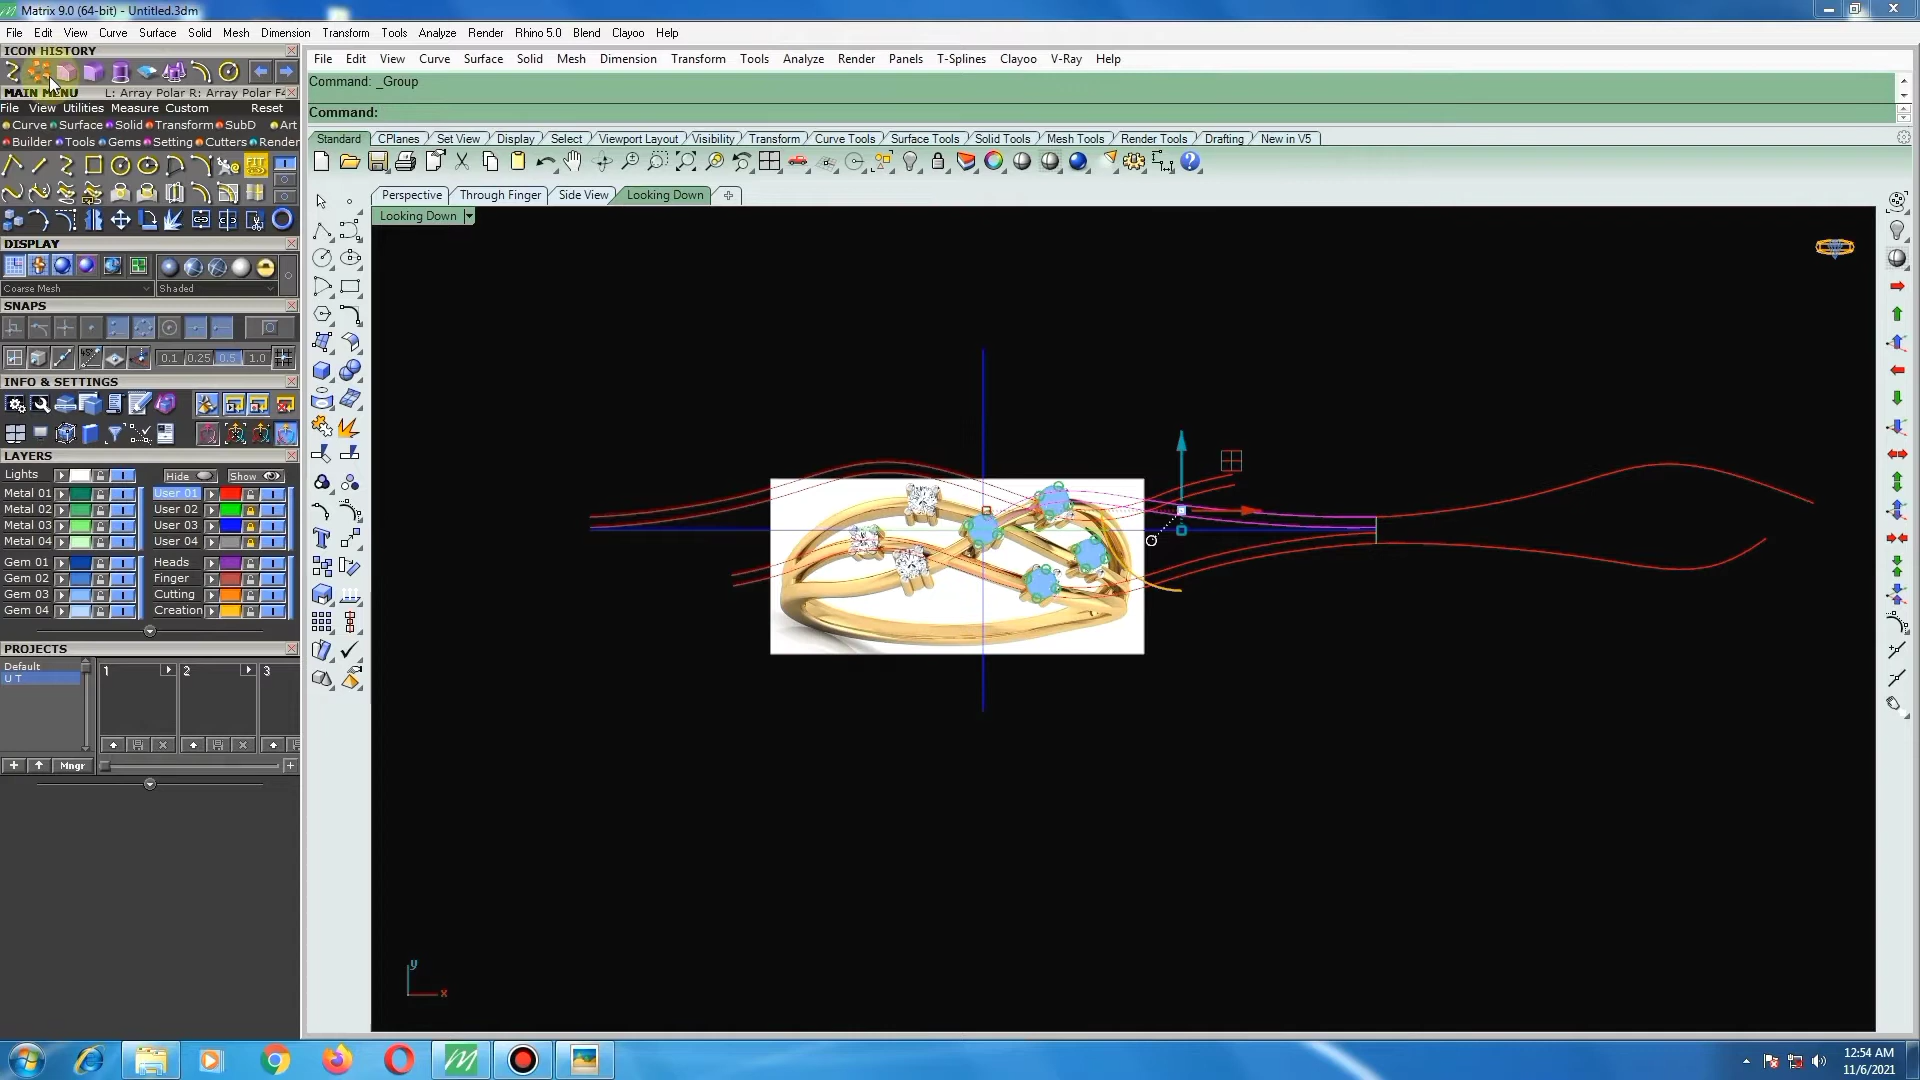 Matrix 9.0 (64-bit) - Untitled.3dm
File Edit View Curve Surface Solid Mesh Dimension Transform Tools Analyze Render Rhino 5.0 Blend Clayoo Help
ICON HISTORY
MAIN MENU L: Array Polar R: Array Polar F4
File View Utilities Measure Custom Reset
Curve Surface Solid Transform SubD Art
Builder Tools Gems Setting Cutters Render
FIT
DISPLAY
Coarse Mesh Shaded
SNAPS
0.1 0.25 0.5 1.0
INFO & SETTINGS
LAYERS
Lights Hide Show
Metal 01 User 01
Metal 02 User 02
Metal 03 User 03
Metal 04 User 04
Gem 01 Heads
Gem 02 Finger
Gem 03 Cutting
Gem 04 Creation
PROJECTS
Default
U T
1 2 3
Mngr
File Edit View Curve Surface Solid Mesh Dimension Transform Tools Analyze Render Panels T-Splines Clayoo V-Ray Help
Command: _Group
Command:
Standard CPlanes Set View Display Select Viewport Layout Visibility Transform Curve Tools Surface Tools Solid Tools Mesh Tools Render Tools Drafting New in V5
Perspective Through Finger Side View Looking Down
Looking Down
y
x
12:54 AM
11/6/2021